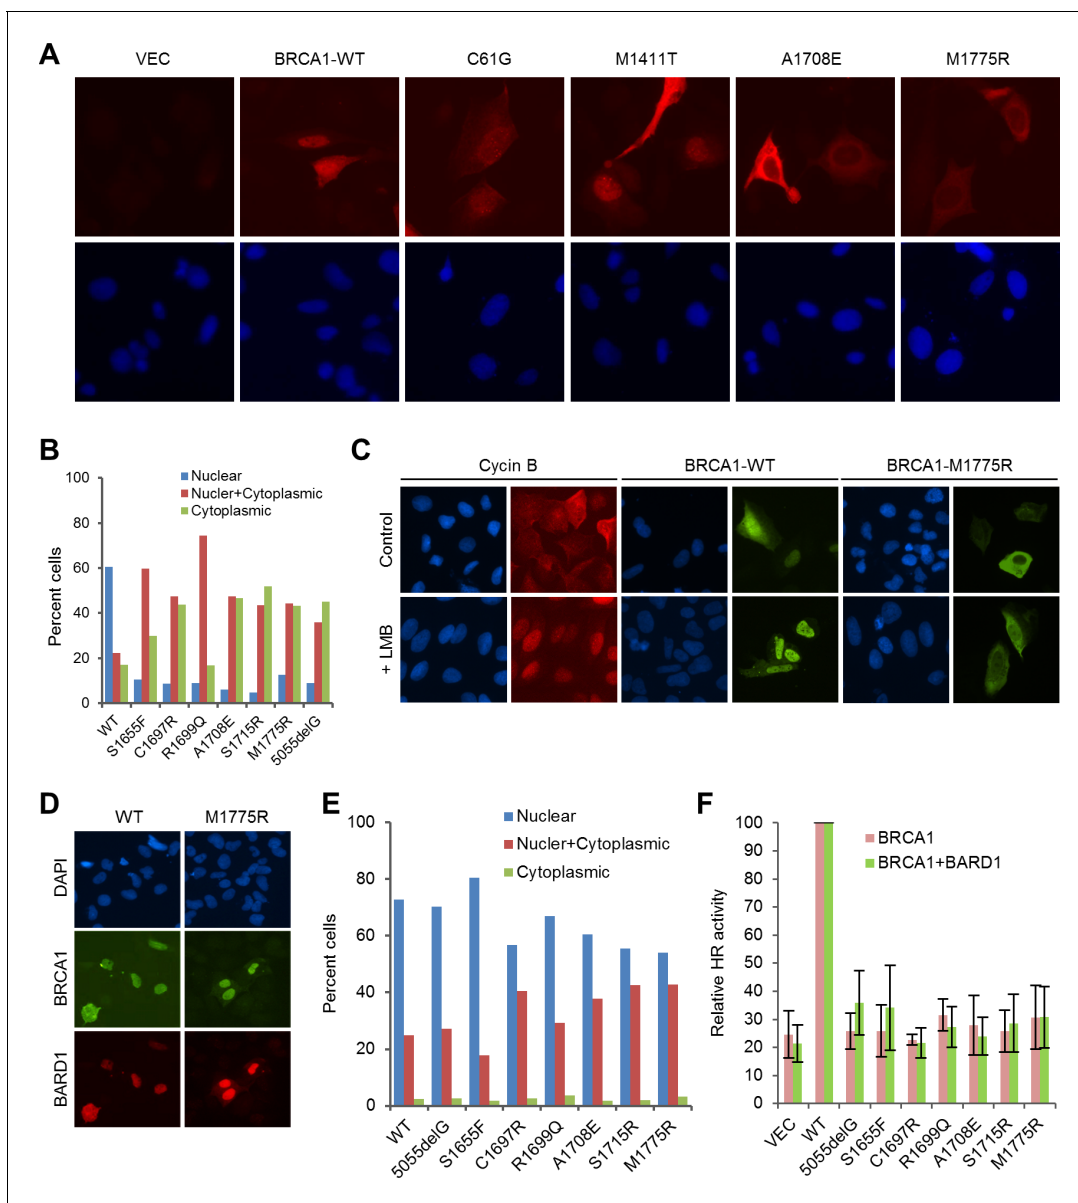 A
VEC BRCA1-WT C61G M1411T A1708E M1775R
B
Percent cells
100
80
60
40
20
0
Nuclear
Nucler+Cytoplasmic
Cytoplasmic
WT S1655F C1697R R1699Q A1708E S1715R M1775R 5055delG
C
Cycin B BRCA1-WT BRCA1-M1775R
Control
+ LMB
D
WT M1775R
DAPI
BRCA1
BARD1
E
Percent cells
100
80
60
40
20
0
Nuclear
Nucler+Cytoplasmic
Cytoplasmic
WT 5055delG S1655F C1697R R1699Q A1708E S1715R M1775R
F
Relative HR activity
100
90
80
70
60
50
40
30
20
10
0
BRCA1
BRCA1+BARD1
VEC WT 5055delG S1655F C1697R R1699Q A1708E S1715R M1775R